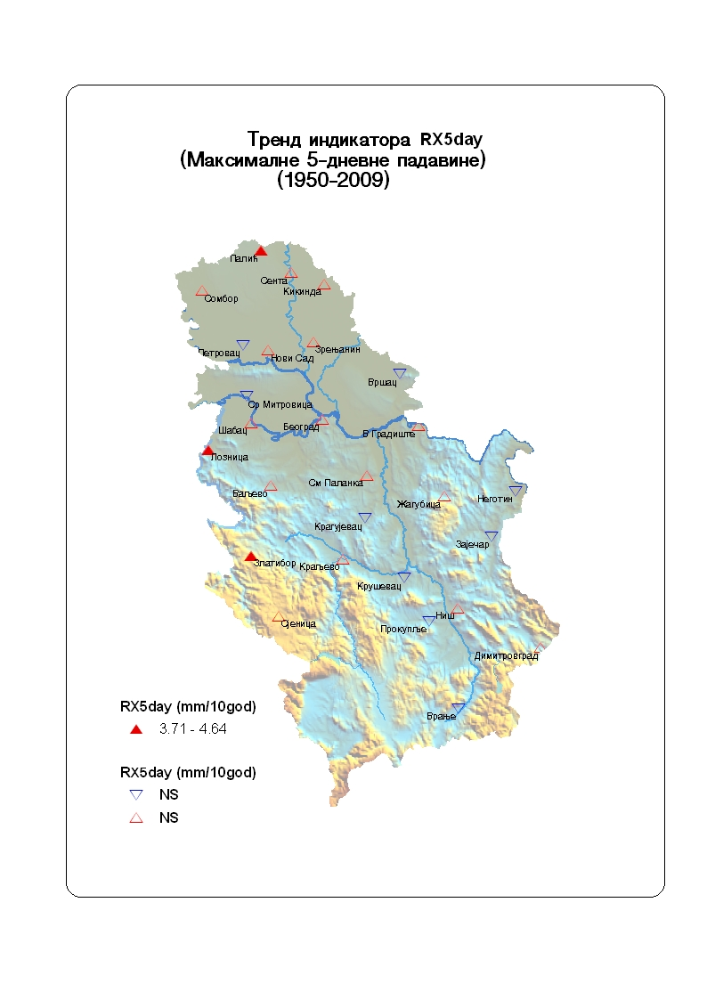 Тренд индикатора RX5day
(Максималне 5-дневне падавине)
(1950-2009)
Палић
Сента
Кикинда
Сомбор
Петровац
Нови Сад
Зрењанин
Вршац
Ср Митровица
Шабац
Београд
В Градиште
Лозница
См Паланка
Ваљево
Жагубица
Неготин
Крагујевац
Зајечар
Златибор
Краљево
Крушевац
Ниш
Сјеница
Прокупље
Димитровград
Врање
RX5day (mm/10god)
3.71 - 4.64
RX5day (mm/10god)
NS
NS